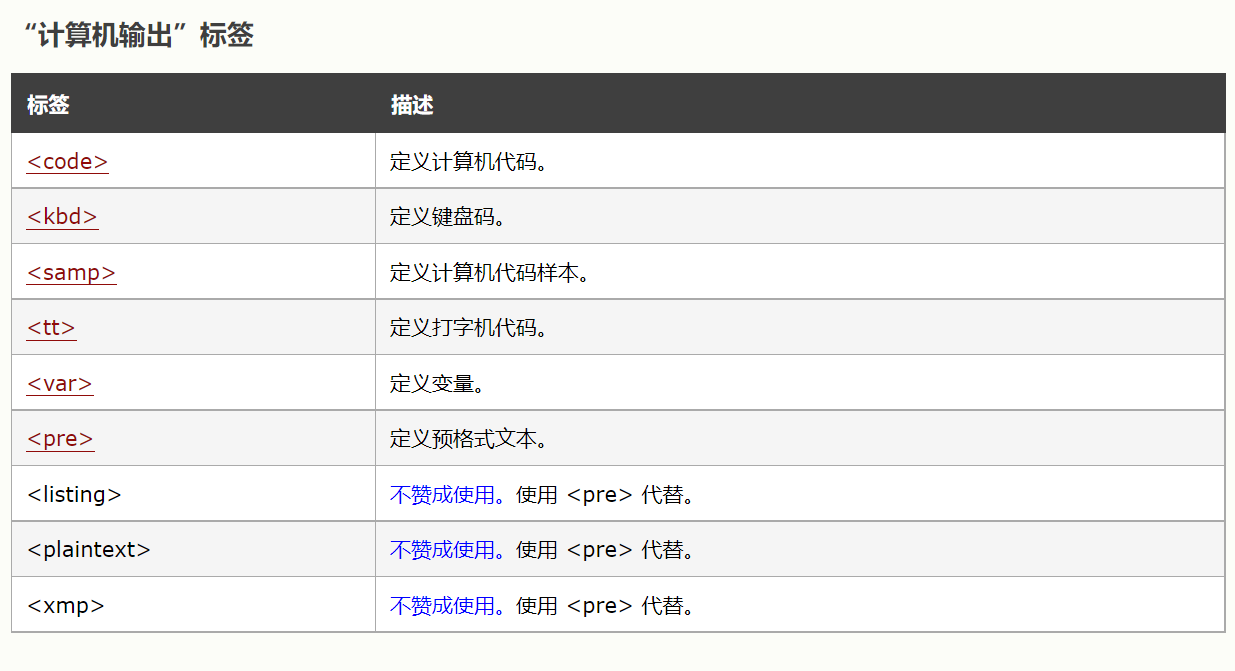 “计算机输出”标签
标签 描述
<code> 定义计算机代码。
<kbd> 定义键盘码。
<samp> 定义计算机代码样本。
<tt> 定义打字机代码。
<var> 定义变量。
<pre> 定义预格式文本。
<listing> 不赞成使用。使用 <pre> 代替。
<plaintext> 不赞成使用。使用 <pre> 代替。
<xmp> 不赞成使用。使用 <pre> 代替。